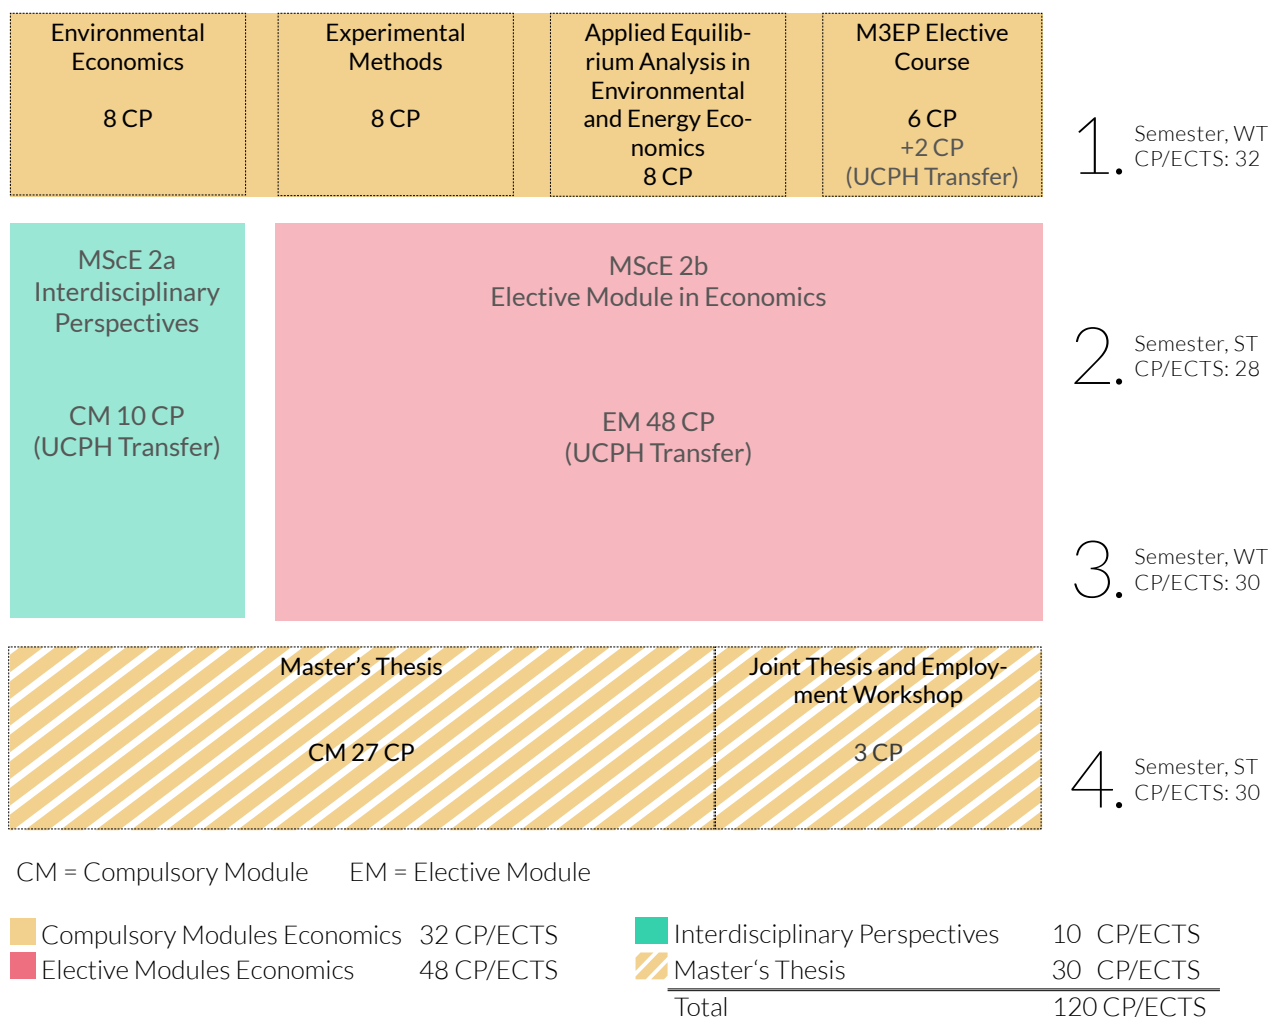 Environmental
Economics
8 CP
Experimental
Methods
8 CP
Applied Equilib-
rium Analysis in
Environmental
and Energy Eco-
nomics
8 CP
M3EP Elective
Course
6 CP
+2 CP
(UCPH Transfer)
1. Semester, WT
CP/ECTS: 32
MScE 2a
Interdisciplinary
Perspectives
CM 10 CP
(UCPH Transfer)
MScE 2b
Elective Module in Economics
EM 48 CP
(UCPH Transfer)
2. Semester, ST
CP/ECTS: 28
3. Semester, WT
CP/ECTS: 30
Master’s Thesis
CM 27 CP
Joint Thesis and Employ-
ment Workshop
3 CP
4. Semester, ST
CP/ECTS: 30
CM = Compulsory Module EM = Elective Module
Compulsory Modules Economics 32 CP/ECTS
Elective Modules Economics 48 CP/ECTS
Interdisciplinary Perspectives 10 CP/ECTS
Master‘s Thesis 30 CP/ECTS
Total 120 CP/ECTS